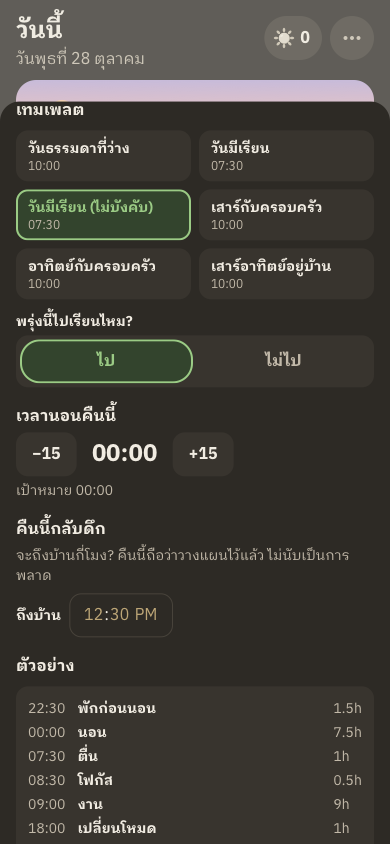 วันนี้
วันพุธที่ 28 ตุลาคม
0
เทมเพลต
วันธรรมดาที่ว่าง
10:00
วันมีเรียน
07:30
วันมีเรียน (ไม่บังคับ)
07:30
เสาร์กับครอบครัว
10:00
อาทิตย์กับครอบครัว
10:00
เสาร์อาทิตย์อยู่บ้าน
10:00
พรุ่งนี้ไปเรียนไหม?
ไป
ไม่ไป
เวลานอนคืนนี้
−15
00:00
+15
เป้าหมาย 00:00
คืนนี้กลับดึก
จะถึงบ้านกี่โมง? คืนนี้ถือว่าวางแผนไว้แล้ว ไม่นับเป็นการ
พลาด
ถึงบ้าน 12:30 PM
ตัวอย่าง
22:30 พักก่อนนอน 1.5h
00:00 นอน 7.5h
07:30 ตื่น 1h
08:30 โฟกัส 0.5h
09:00 งาน 9h
18:00 เปลี่ยนโหมด 1h